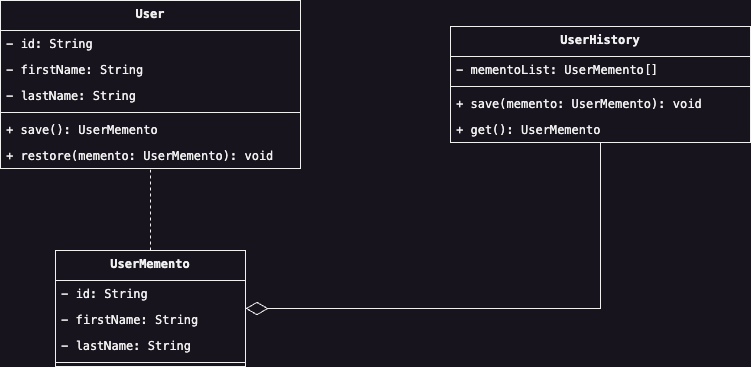 User
- id: String
- firstName: String
- lastName: String
+ save(): UserMemento
+ restore(memento: UserMemento): void
UserHistory
- mementoList: UserMemento[]
+ save(memento: UserMemento): void
+ get(): UserMemento
UserMemento
- id: String
- firstName: String
- lastName: String